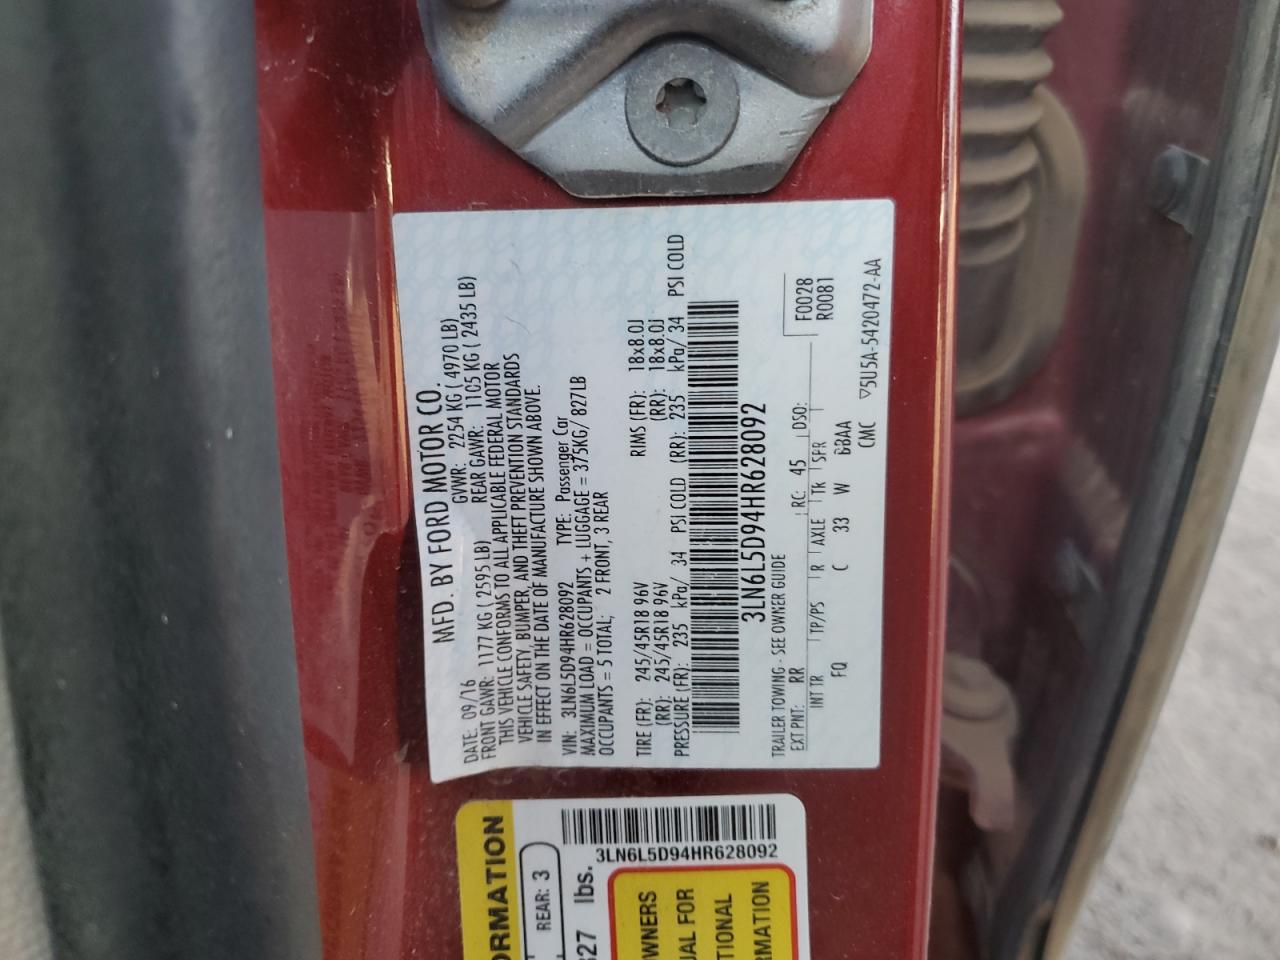 MFD. BY FORD MOTOR CO.
DATE: 09/16 GVWR: 2254 KG ( 4970 LB)
FRONT GAWR: 1177 KG ( 2595 LB) REAR GAWR: 1105 KG ( 2435 LB)
THIS VEHICLE CONFORMS TO ALL APPLICABLE FEDERAL MOTOR
VEHICLE SAFETY, BUMPER, AND THEFT PREVENTION STANDARDS
IN EFFECT ON THE DATE OF MANUFACTURE SHOWN ABOVE.
VIN: 3LN6L5D94HR628092 TYPE: Passenger Car
MAXIMUM LOAD = OCCUPANTS + LUGGAGE = 375KG/ 827LB
OCCUPANTS = 5 TOTAL: 2 FRONT, 3 REAR
TIRE (FR): 245/45R18 96V RIMS (FR): 18x8.0J
(RR): 245/45R18 96V (RR): 18x8.0J
PRESSURE (FR): 235 kPa/ 34 PSI COLD (RR): 235 kPa/ 34 PSI COLD
3LN6L5D94HR628092
TRAILER TOWING - SEE OWNER GUIDE
EXT PNT: RR RC: 45 DSO: F0028
R0081
INT TR TP/PS R AXLE TR SPR
FQ C 33 W BBAA
CMC ▽5U5A-5420472-AA
ORMATION
REAR: 3
827 lbs.
3LN6L5D94HR628092
WNERS
UAL FOR
TIONAL
RMATION